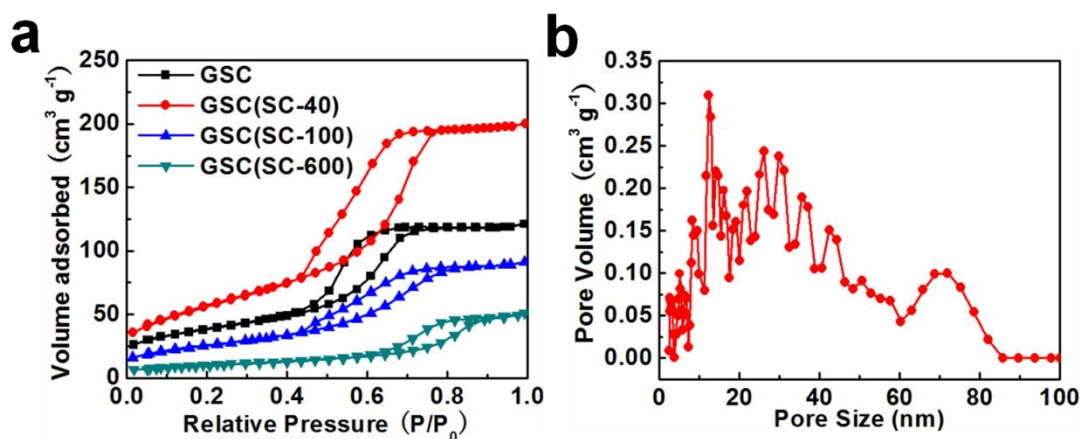 a
250
200
150
100
50
0
Volume adsorbed (cm³ g⁻¹)
GSC
GSC(SC-40)
GSC(SC-100)
GSC(SC-600)
0.0 0.2 0.4 0.6 0.8 1.0
Relative Pressure (P/P₀)
b
0.35
0.30
0.25
0.20
0.15
0.10
0.05
0.00
Pore Volume (cm³ g⁻¹)
0 20 40 60 80 100
Pore Size (nm)